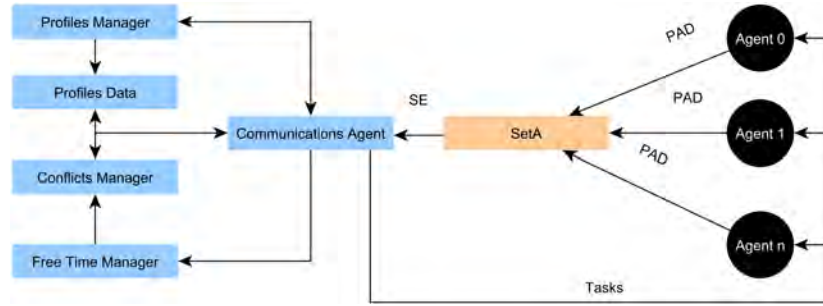 Profiles Manager
PAD
Agent 0
Profiles Data
SE
PAD
Communications Agent
SetA
Agent 1
PAD
Conflicts Manager
Agent n
Free Time Manager
Tasks